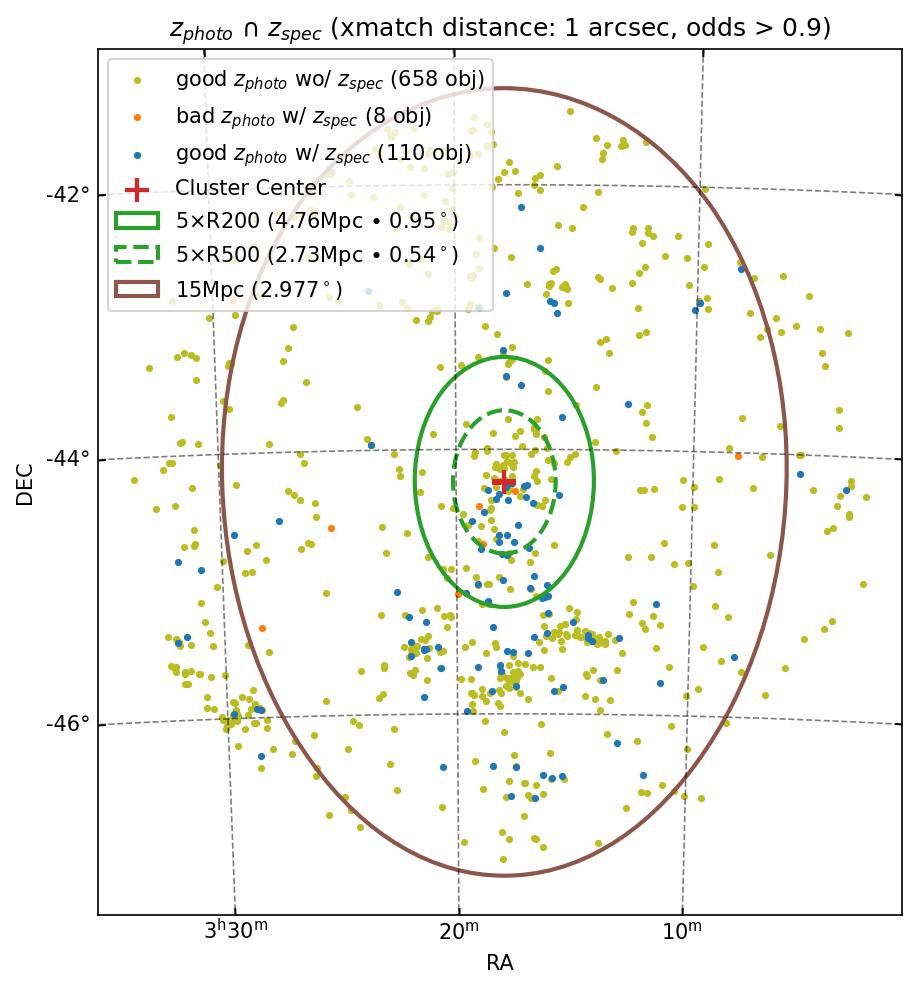 z_photo ∩ z_spec (xmatch distance: 1 arcsec, odds > 0.9)
good z_photo wo/ z_spec (658 obj)
bad z_photo w/ z_spec (8 obj)
good z_photo w/ z_spec (110 obj)
Cluster Center
5×R200 (4.76Mpc • 0.95°)
5×R500 (2.73Mpc • 0.54°)
15Mpc (2.977°)
-42°
-44°
-46°
DEC
3ʰ30ᵐ 20ᵐ 10ᵐ
RA